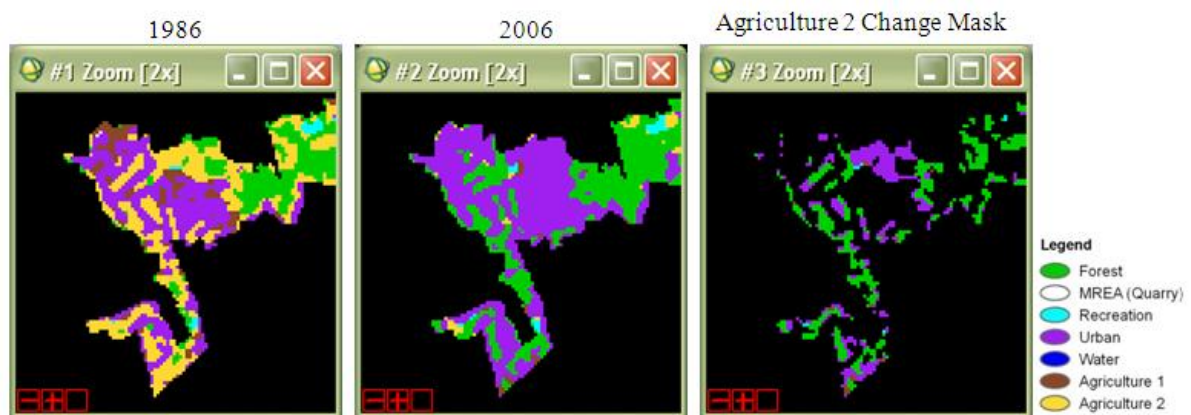 1986
2006
Agriculture 2 Change Mask
#1 Zoom [2x]
#2 Zoom [2x]
#3 Zoom [2x]
Legend
Forest
MREA (Quarry)
Recreation
Urban
Water
Agriculture 1
Agriculture 2